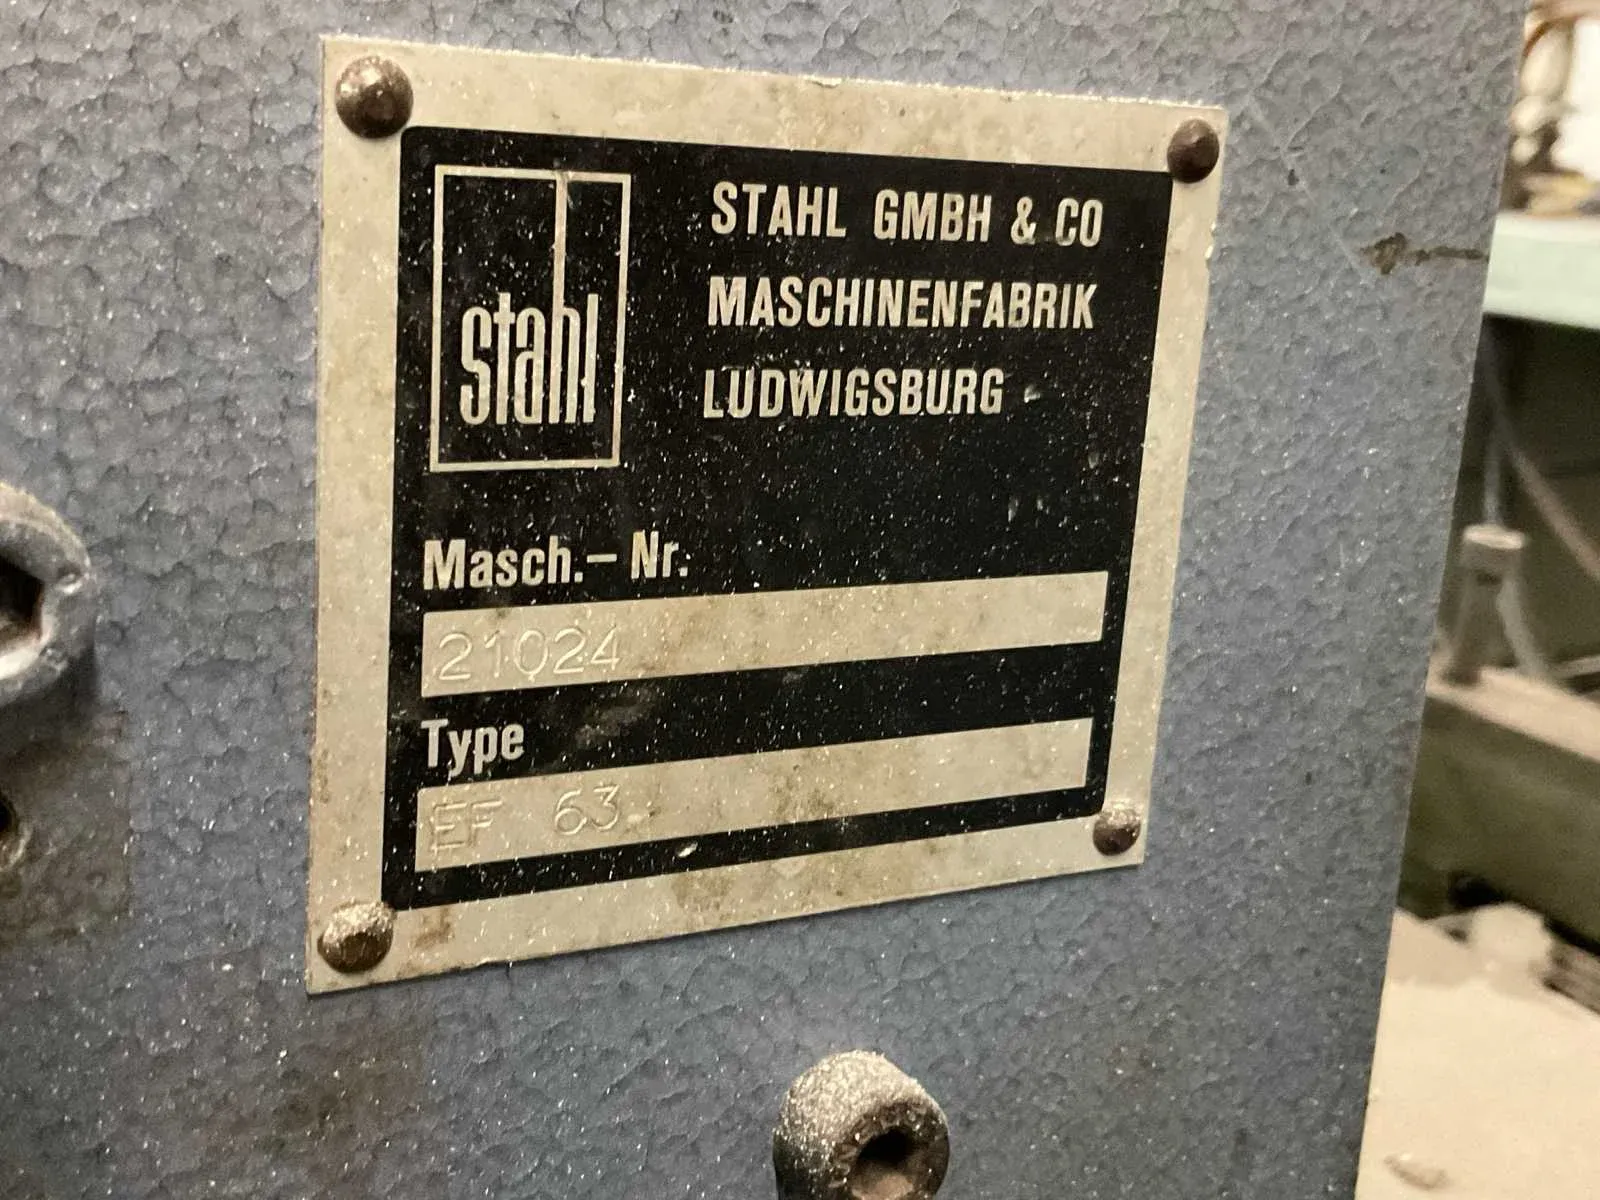 stahl
STAHL GMBH & CO
MASCHINENFABRIK
LUDWIGSBURG
Masch.– Nr.
21024
Type
EF 63